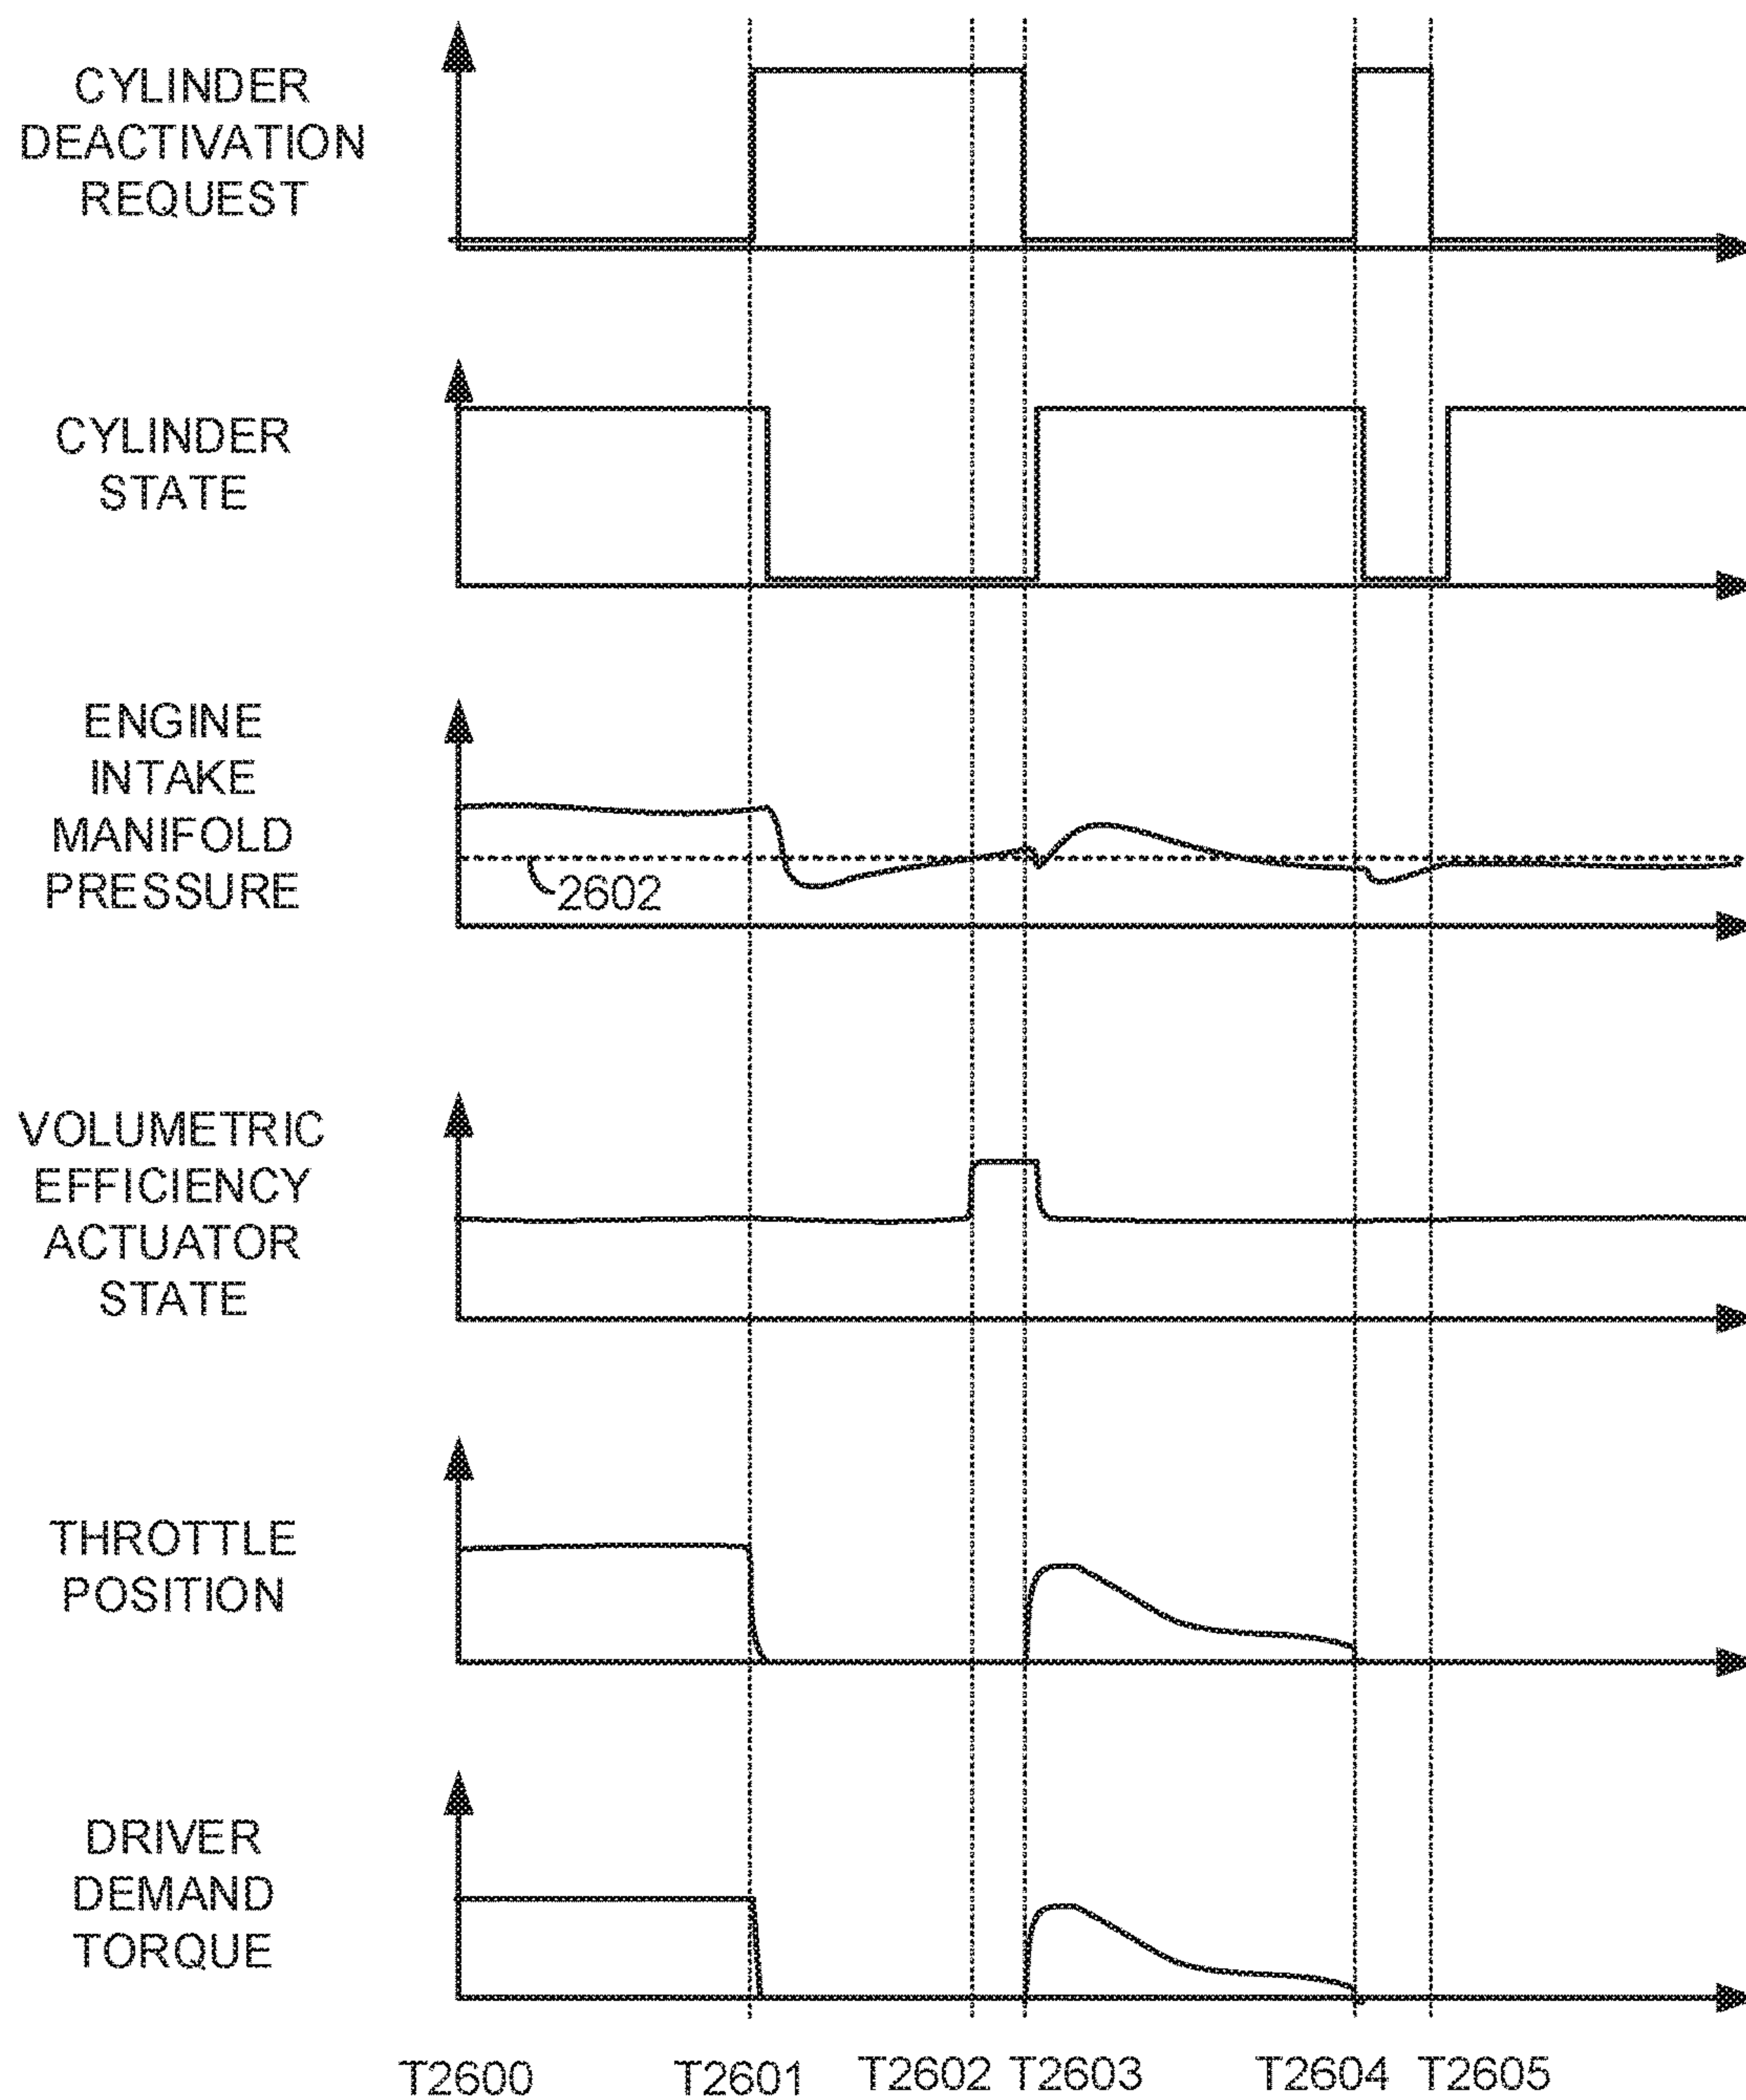 CYLINDER
DEACTIVATION
REQUEST
CYLINDER
STATE
ENGINE
INTAKE
MANIFOLD
PRESSURE
2602
VOLUMETRIC
EFFICIENCY
ACTUATOR
STATE
THROTTLE
POSITION
DRIVER
DEMAND
TORQUE
T2600 T2601 T2602 T2603 T2604 T2605